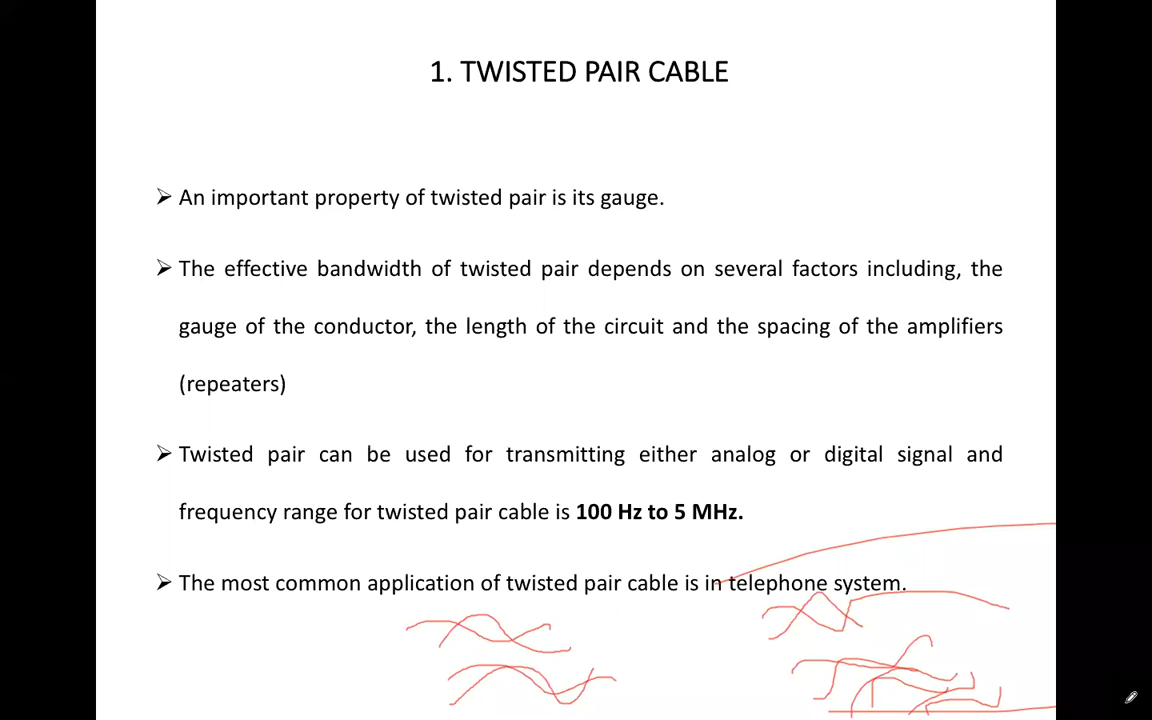 1. TWISTED PAIR CABLE
➢ An important property of twisted pair is its gauge.
➢ The effective bandwidth of twisted pair depends on several factors including, the
gauge of the conductor, the length of the circuit and the spacing of the amplifiers
(repeaters)
➢ Twisted pair can be used for transmitting either analog or digital signal and
frequency range for twisted pair cable is 100 Hz to 5 MHz.
➢ The most common application of twisted pair cable is in telephone system.